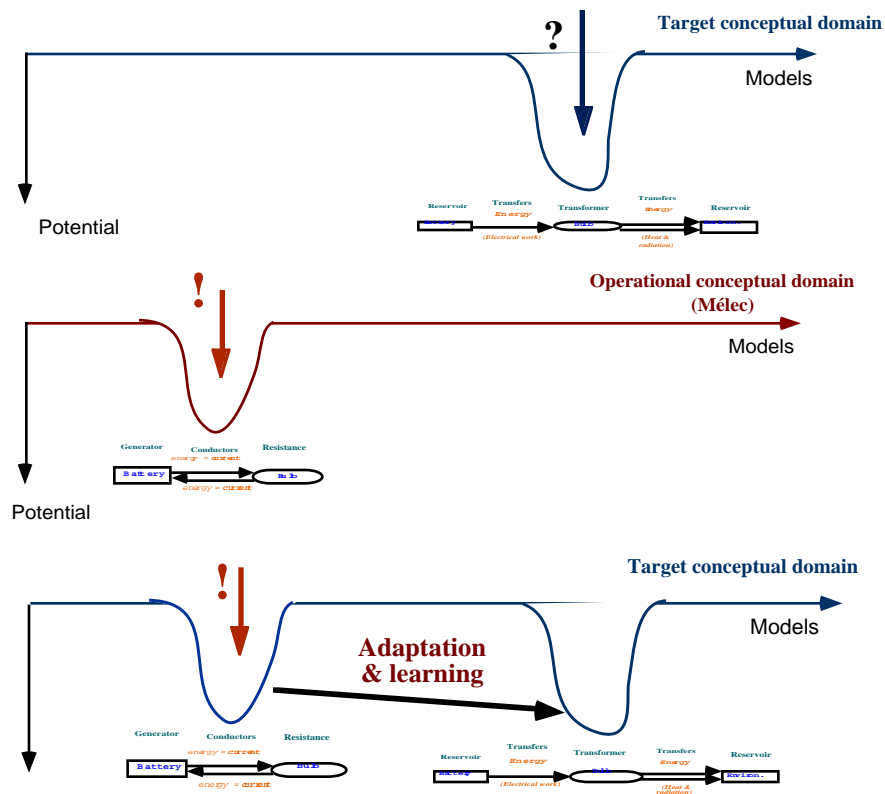 ?
Target conceptual domain
Models
Potential
Reservoir Transfers Transformer Transfers Reservoir
Energy Energy
Bulb
(Electrical work) (Heat &
radiation)
!
Operational conceptual domain
(Mélec)
Models
Generator Conductors Resistance
energy = current
Battery Bulb
energy = current
Potential
!
Target conceptual domain
Models
Adaptation
& learning
Generator Conductors Resistance
energy = current
Battery Bulb
energy = current
Reservoir Transfers Transformer Transfers Reservoir
Energy Energy
Battery Bulb Environ.
(Electrical work) (Heat &
radiation)